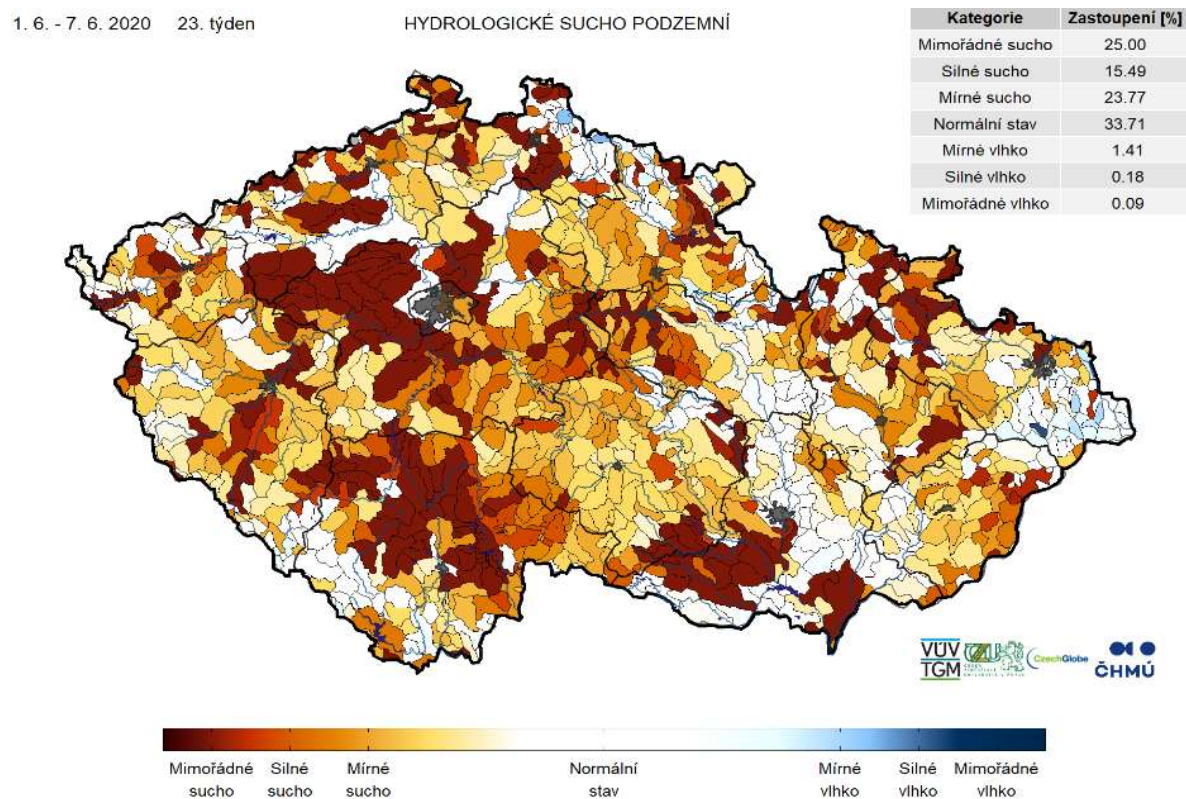 1. 6. - 7. 6. 2020 23. týden HYDROLOGICKÉ SUCHO PODZEMNÍ
Kategorie Zastoupení [%]
Mimořádné sucho 25.00
Silné sucho 15.49
Mírné sucho 23.77
Normální stav 33.71
Mírné vlhko 1.41
Silné vlhko 0.18
Mimořádné vlhko 0.09
VÚV
TGM
ČZU
CzechGlobe
ČHMÚ
Mimořádné Silné Mírné Normální Mírné Silné Mimořádné
sucho sucho sucho stav vlhko vlhko vlhko